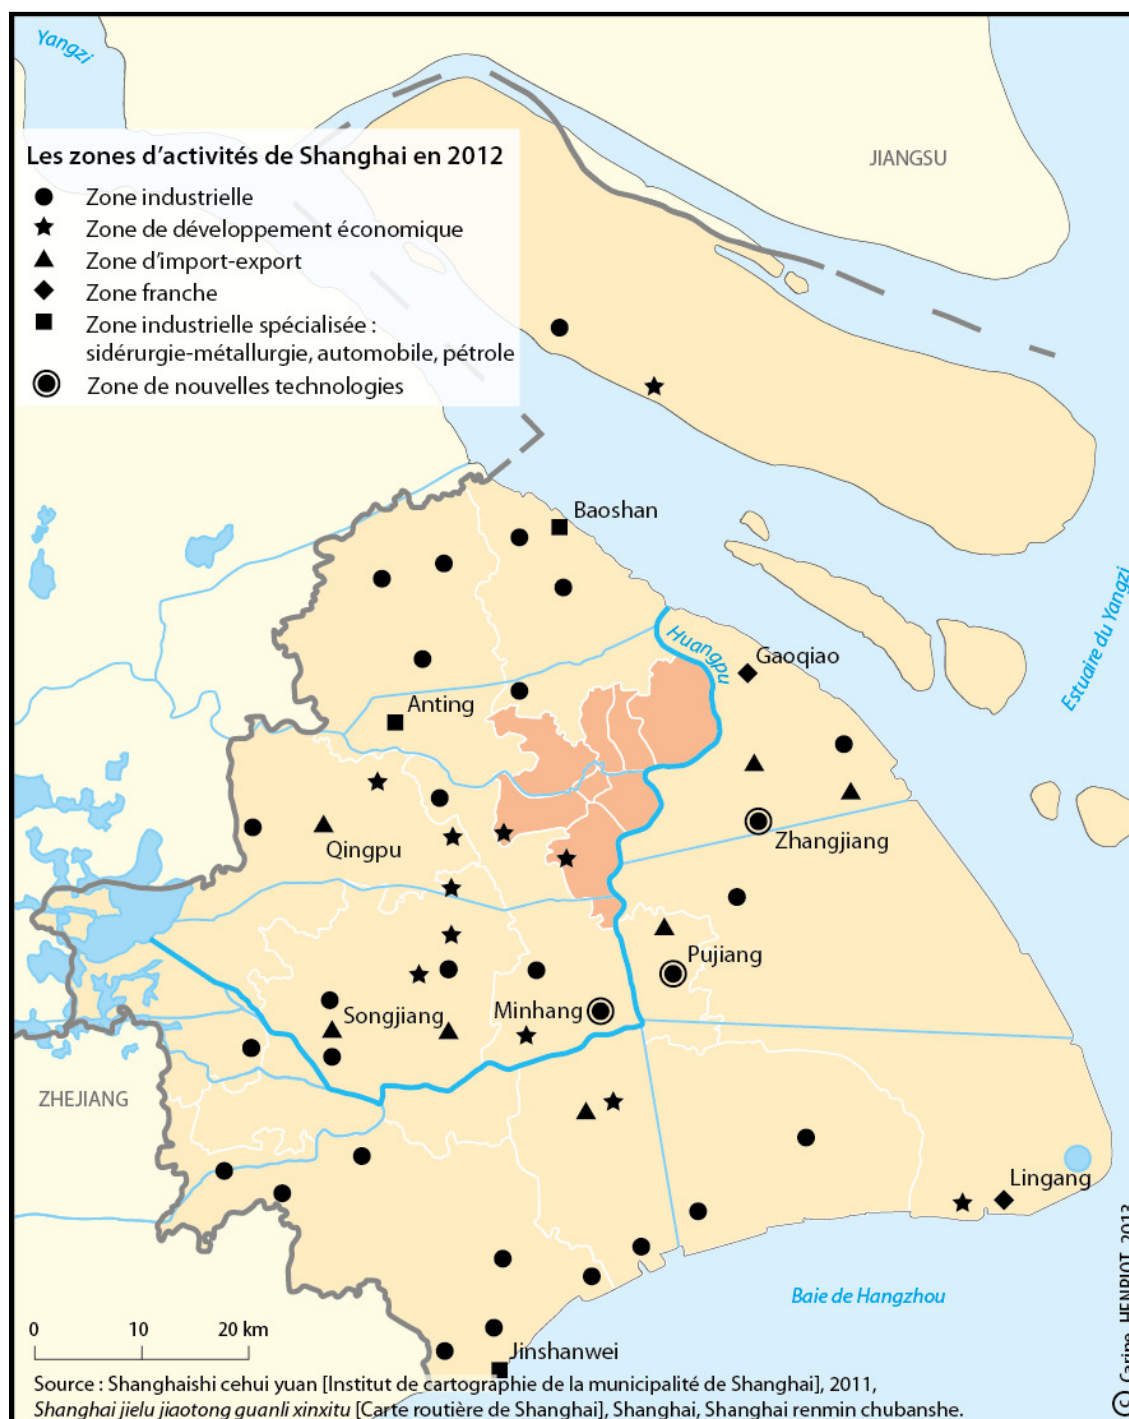 Yangzi
Les zones d'activités de Shanghai en 2012
Zone industrielle
Zone de développement économique
Zone d'import-export
Zone franche
Zone industrielle spécialisée :
sidérurgie-métallurgie, automobile, pétrole
Zone de nouvelles technologies
JIANGSU
Baoshan
Estuaire du Yangzi
Huangpu
Gaoqiao
Anting
Qingpu
Zhangjiang
Pujiang
Songjiang
Minhang
ZHEJIANG
Lingang
Baie de Hangzhou
0 10 20 km
Jinshanwei
Source : Shanghaishi cehui yuan [Institut de cartographie de la municipalité de Shanghai], 2011,
Shanghai jielu jiaotong guanli xinxitu [Carte routière de Shanghai], Shanghai, Shanghai renmin chubanshe.
© Carine HENRIOT, 2013